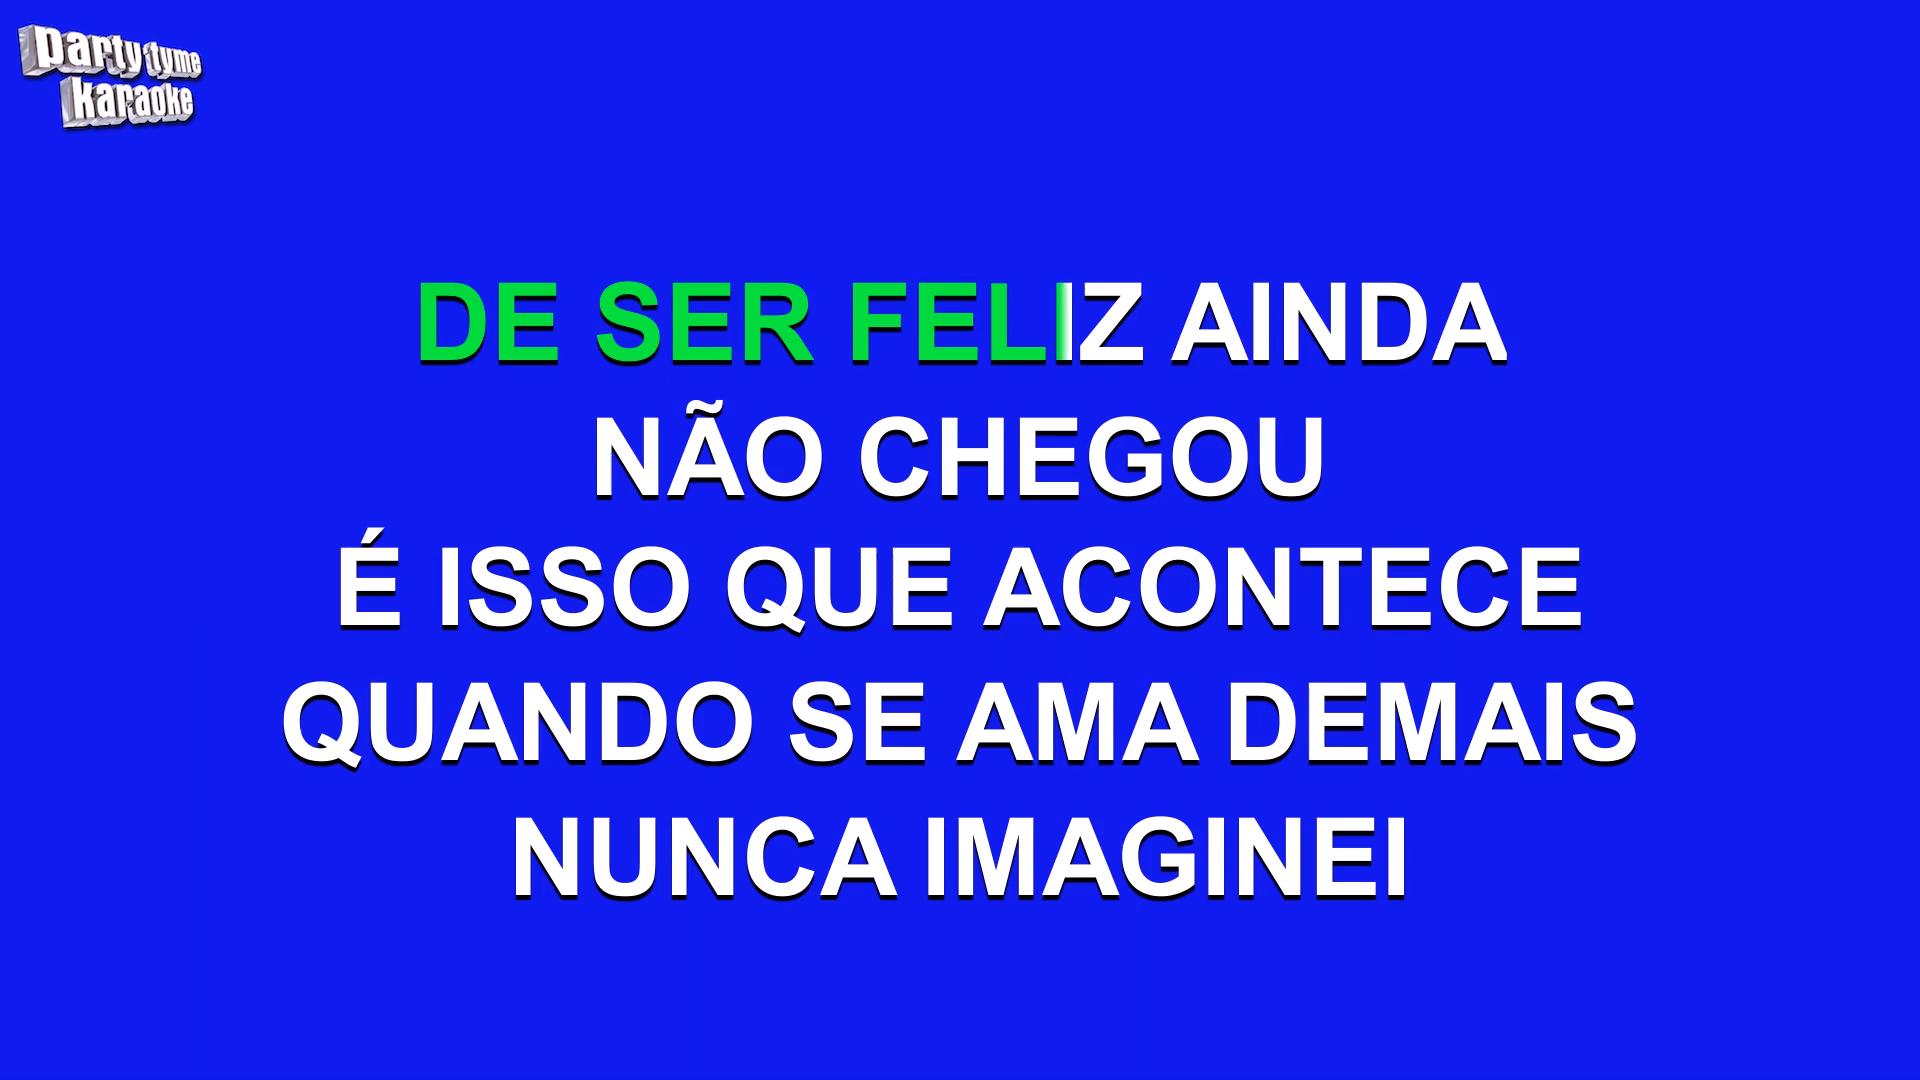 party tyme
karaoke
DE SER FELIZ AINDA
NÃO CHEGOU
É ISSO QUE ACONTECE
QUANDO SE AMA DEMAIS
NUNCA IMAGINEI